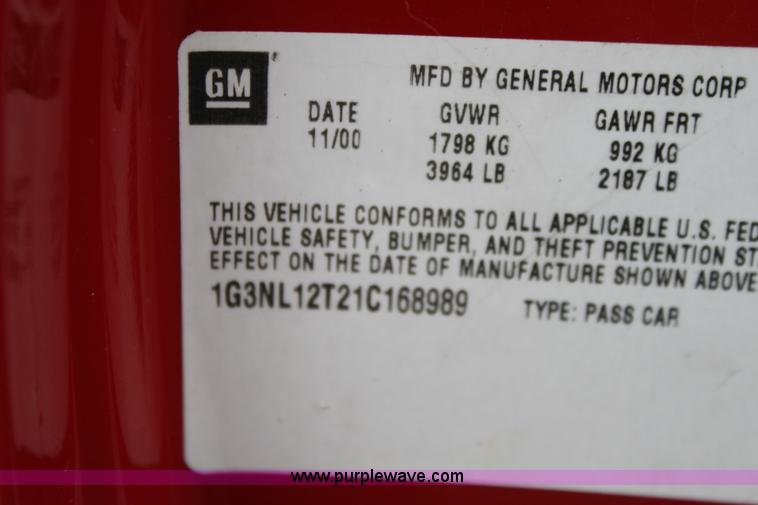 GM
MFD BY GENERAL MOTORS CORP
DATE GVWR GAWR FRT
11/00 1798 KG 992 KG
3964 LB 2187 LB
THIS VEHICLE CONFORMS TO ALL APPLICABLE U.S. FED
VEHICLE SAFETY, BUMPER, AND THEFT PREVENTION ST
EFFECT ON THE DATE OF MANUFACTURE SHOWN ABOVE
1G3NL12T21C168989 TYPE: PASS CAR
www.purplewave.com